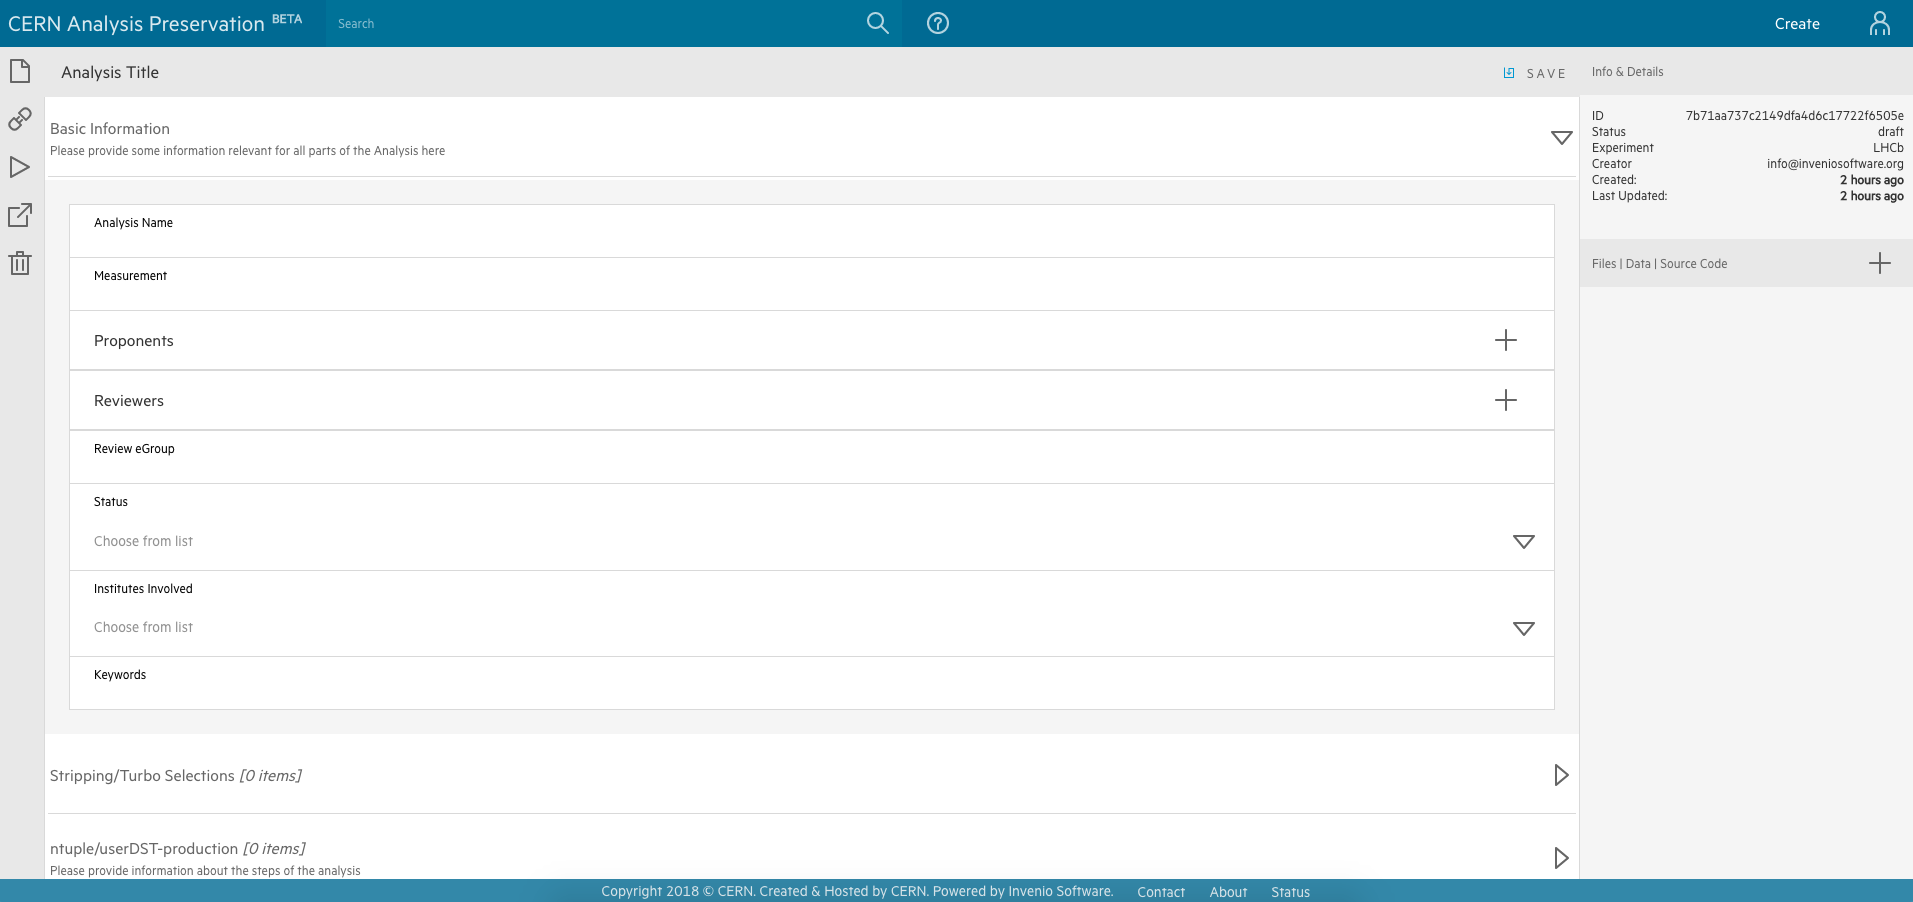 CERN Analysis Preservation BETA
Search
Create
Analysis Title
SAVE
Info & Details
Basic Information
Please provide some information relevant for all parts of the Analysis here
ID 7b71aa737c2149dfa4d6c17722f6505e
Status draft
Experiment LHCb
Creator info@inveniosoftware.org
Created: 2 hours ago
Last Updated: 2 hours ago
Files | Data | Source Code
Analysis Name
Measurement
Proponents
Reviewers
Review eGroup
Status
Choose from list
Institutes Involved
Choose from list
Keywords
Stripping/Turbo Selections [0 items]
ntuple/userDST-production [0 items]
Please provide information about the steps of the analysis
Copyright 2018 © CERN. Created & Hosted by CERN. Powered by Invenio Software. Contact About Status